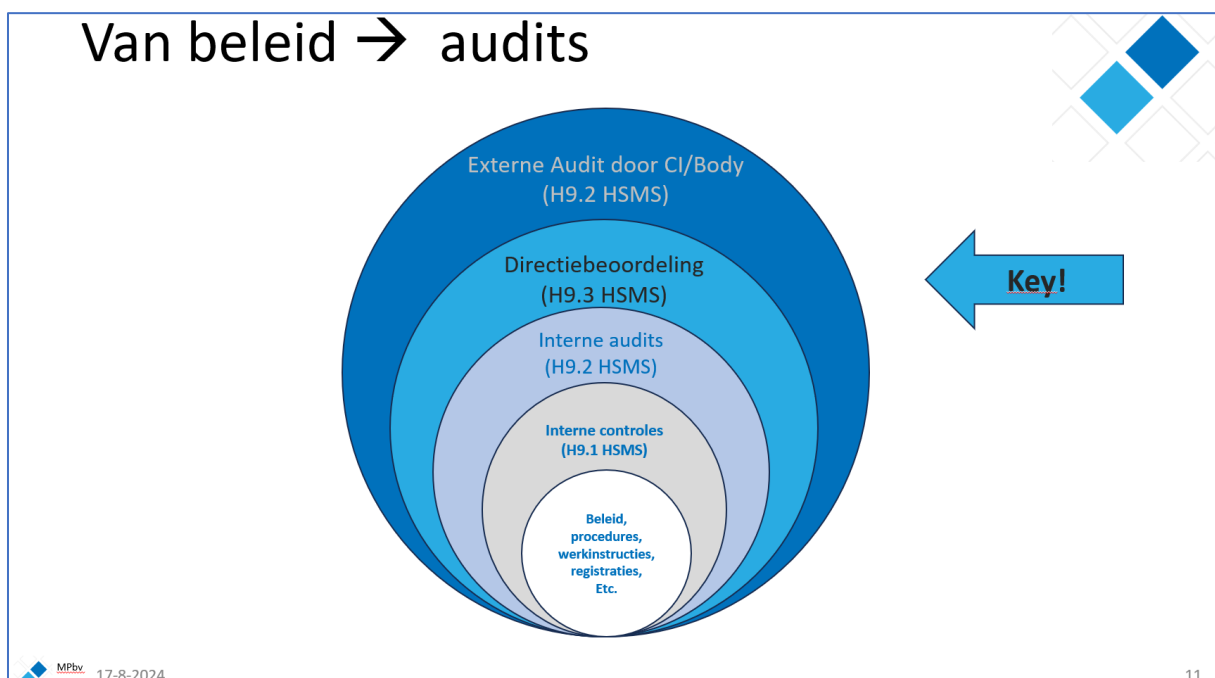 Van beleid → audits
Externe Audit door CI/Body
(H9.2 HSMS)
Directiebeoordeling
(H9.3 HSMS)
Key!
Interne audits
(H9.2 HSMS)
Interne controles
(H9.1 HSMS)
Beleid,
procedures,
werkinstructies,
registraties,
Etc.
MPbv
17-8-2024
11